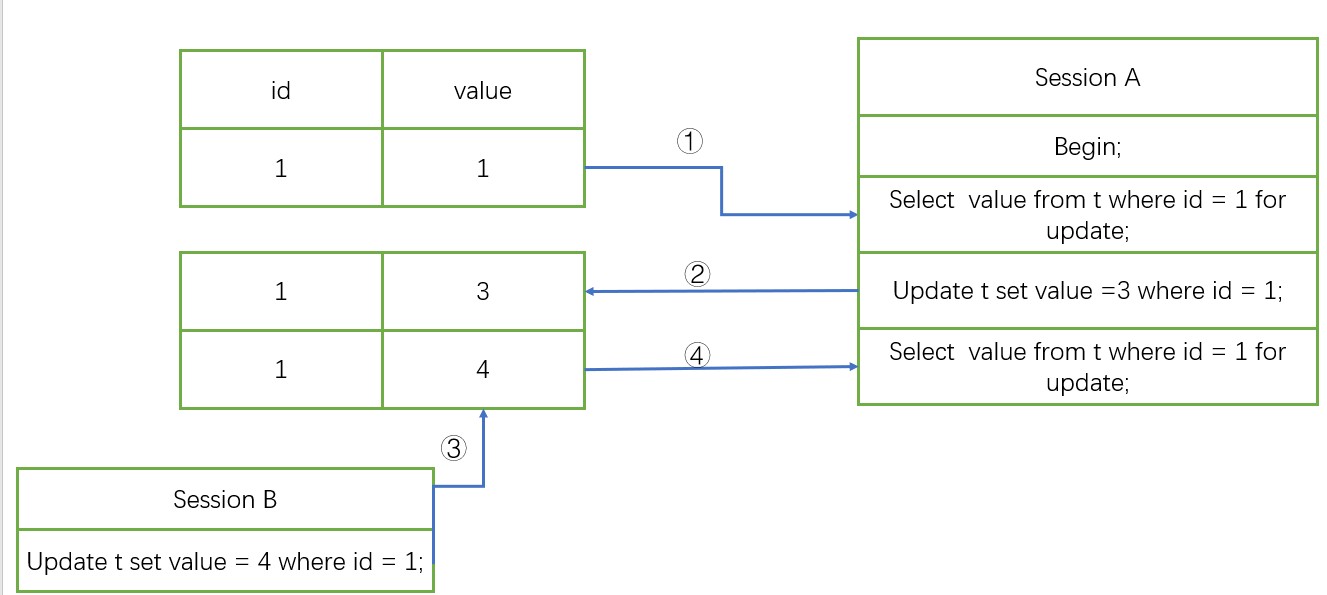 id
value
1
1
①
Session A
Begin;
Select  value from t where id = 1 for
update;
1
3
②
Update t set value =3 where id = 1;
1
4
④
Select  value from t where id = 1 for
update;
③
Session B
Update t set value = 4 where id = 1;